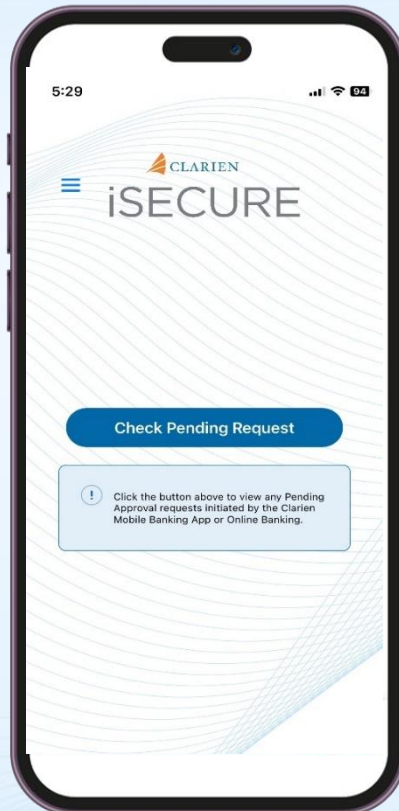 5:29
94
CLARIEN
iSECURE
Check Pending Request
Click the button above to view any Pending
Approval requests initiated by the Clarien
Mobile Banking App or Online Banking.